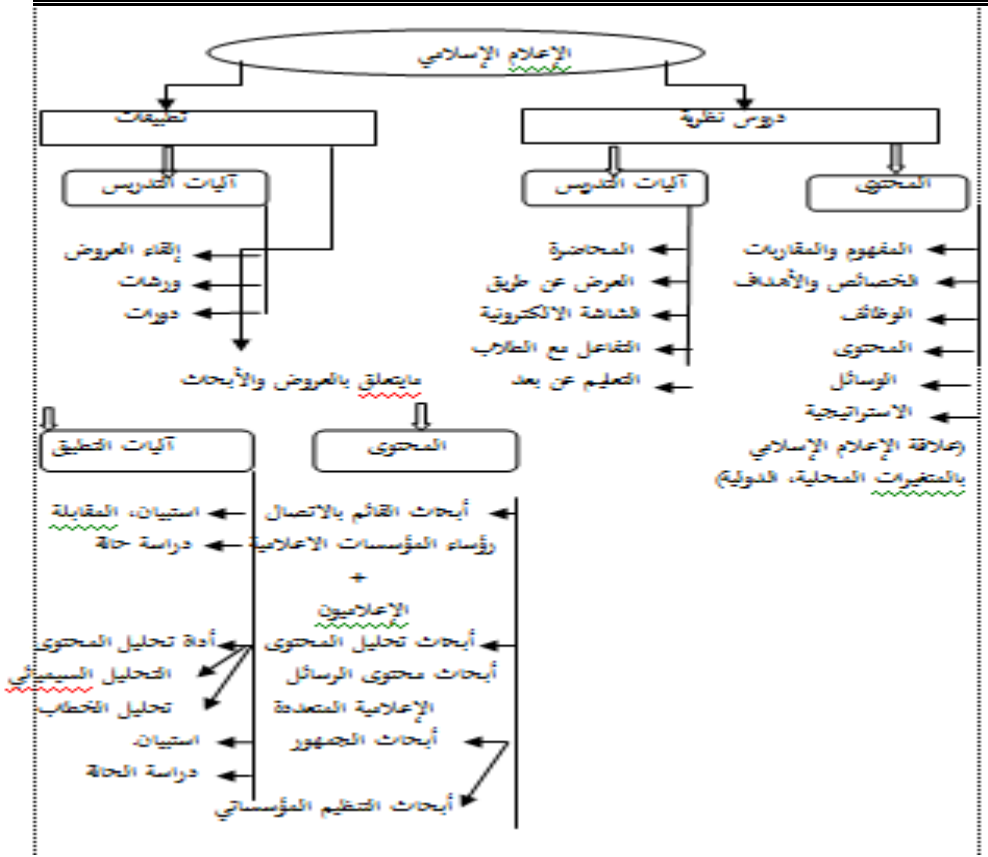 الإعلام الإسلامي
دروس نظرية
تطبيقات
المحتوى
آليات التدريس
آليات التدريس
المفهوم والمقاربات
الخصائص والأهداف
الوظائف
المحتوى
الوسائل
الاستراتيجية
(علاقة الإعلام الإسلامي
بالمتغيرات المحلية، الدولية)
المحاضرة
العرض عن طريق
الشاشة الالكترونية
التفاعل مع الطلاب
التعليم عن بعد
إلقاء العروض
ورشات
دورات
مايتعلق بالعروض والأبحاث
المحتوى
آليات التطيق
أبحاث القائم بالاتصال
رؤساء المؤسسات الاعلامية
+
الإعلاميون
أبحاث تحليل المحتوى
أبحاث محتوى الرسائل
الإعلامية المتعددة
أبحاث الجمهور
أبحاث التنظيم المؤسساتي
استبيان، المقابلة
دراسة حالة
أداة تحليل المحتوى
التحليل السيميائي
تحليل الخطاب
استبيان.
دراسة الحالة